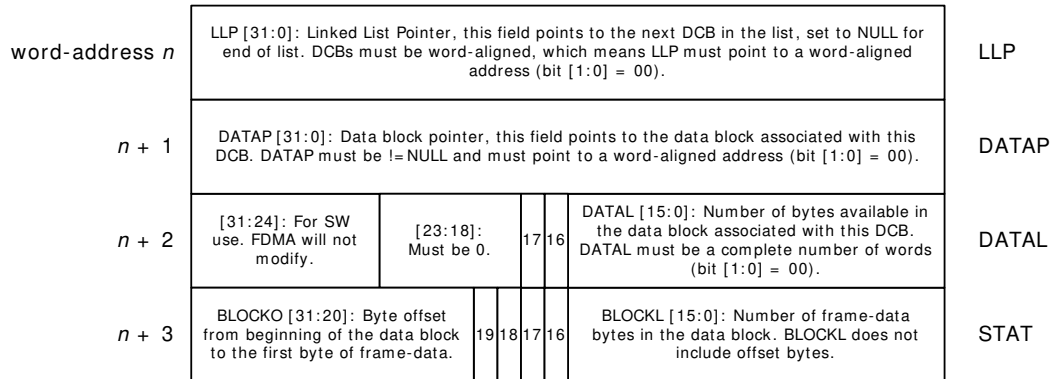 word-address n
LLP [31:0]: Linked List Pointer, this field points to the next DCB in the list, set to NULL for
end of list. DCBs must be word-aligned, which means LLP must point to a word-aligned
address (bit [1:0] = 00).
LLP
n + 1
DATAP [31:0]: Data block pointer, this field points to the data block associated with this
DCB. DATAP must be != NULL and must point to a word-aligned address (bit [1:0] = 00).
DATAP
n + 2
[31:24]: For SW
use. FDMA will not
modify.
[23:18]:
Must be 0.
17
16
DATAL [15:0]: Number of bytes available in
the data block associated with this DCB.
DATAL must be a complete number of words
(bit [1:0] = 00).
DATAL
n + 3
BLOCKO [31:20]: Byte offset
from beginning of the data block
to the first byte of frame-data.
19
18
17
16
BLOCKL [15:0]: Number of frame-data
bytes in the data block. BLOCKL does not
include offset bytes.
STAT